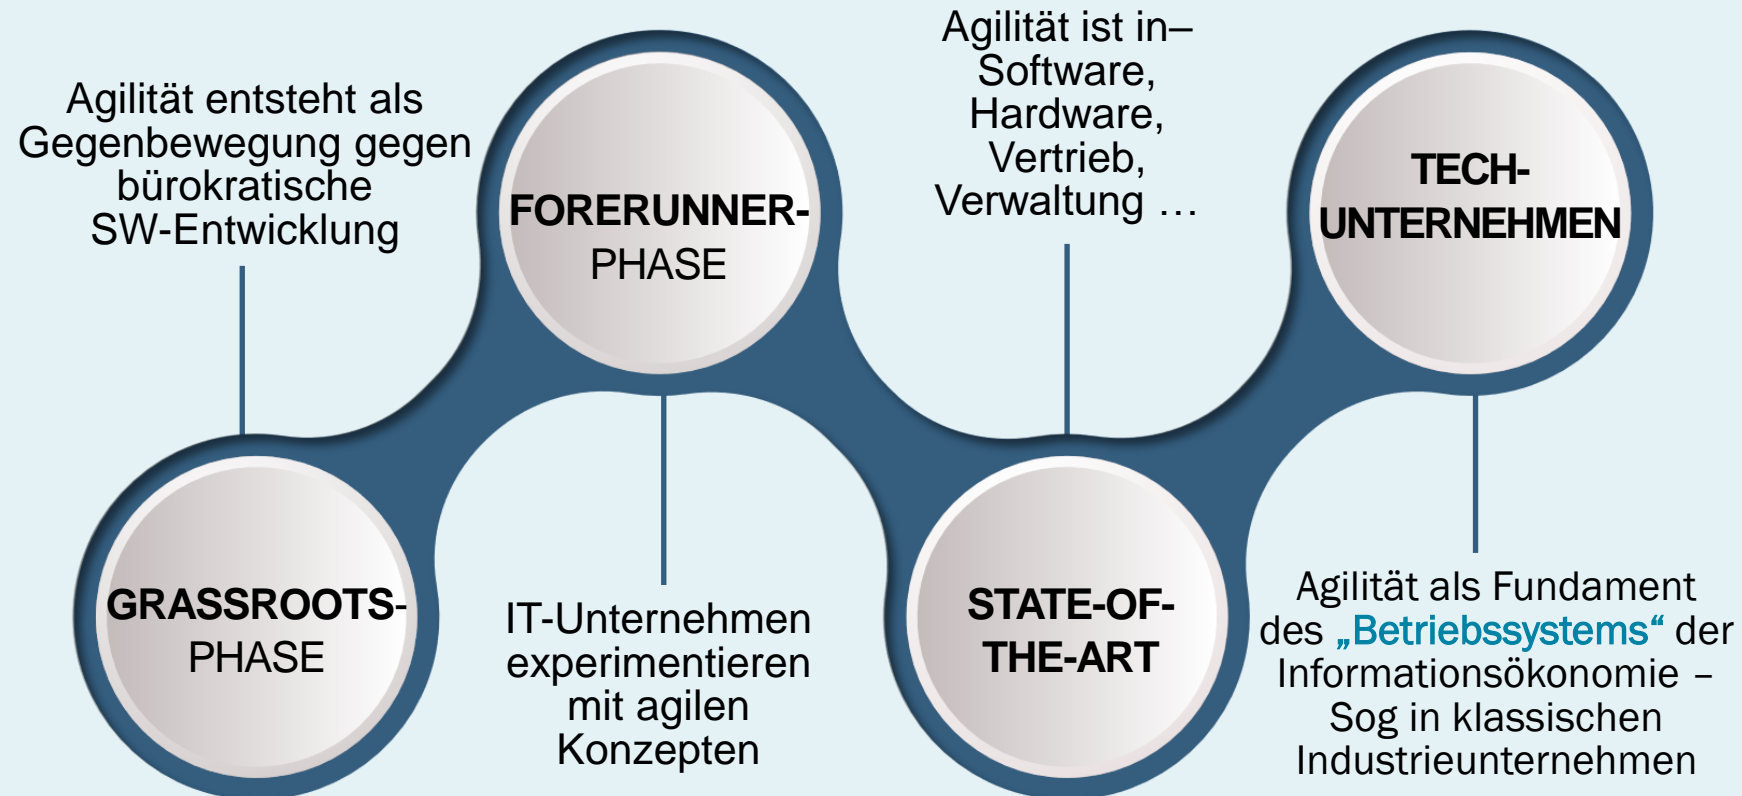 Agilität entsteht als
Gegenbewegung gegen
bürokratische
SW-Entwicklung
GRASSROOTS-
PHASE
FORERUNNER-
PHASE
IT-Unternehmen
experimentieren
mit agilen
Konzepten
Agilität ist in–
Software,
Hardware,
Vertrieb,
Verwaltung …
STATE-OF-
THE-ART
TECH-
UNTERNEHMEN
Agilität als Fundament
des „Betriebssystems“ der
Informationsökonomie –
Sog in klassischen
Industrieunternehmen